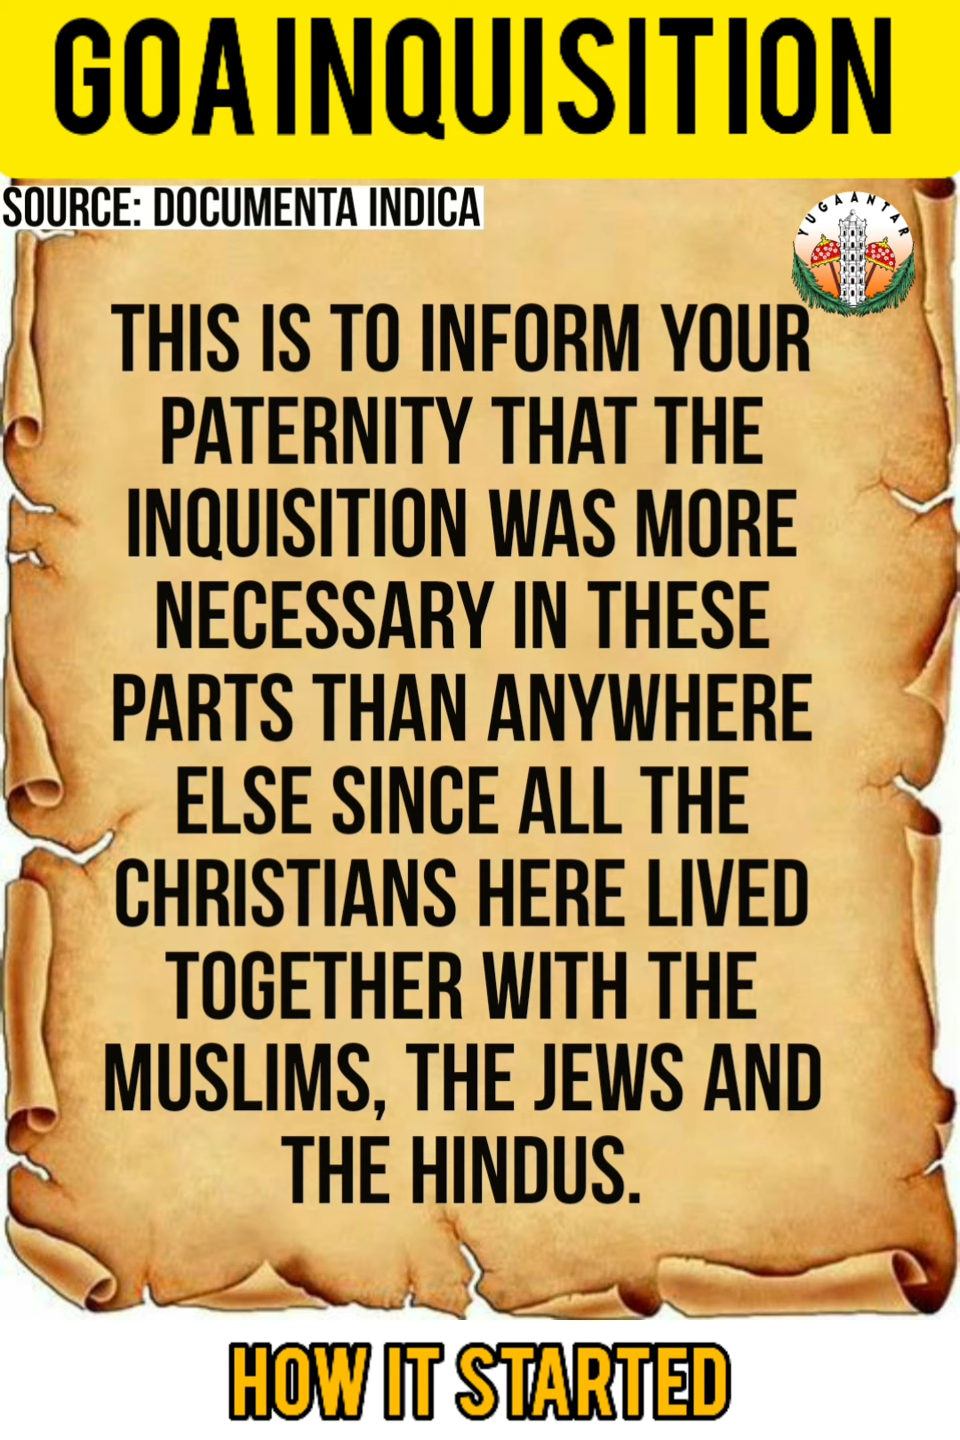 GOA INQUISITION
SOURCE: DOCUMENTA INDICA
YUGAANTAR
THIS IS TO INFORM YOUR
PATERNITY THAT THE
INQUISITION WAS MORE
NECESSARY IN THESE
PARTS THAN ANYWHERE
ELSE SINCE ALL THE
CHRISTIANS HERE LIVED
TOGETHER WITH THE
MUSLIMS, THE JEWS AND
THE HINDUS.
HOW IT STARTED